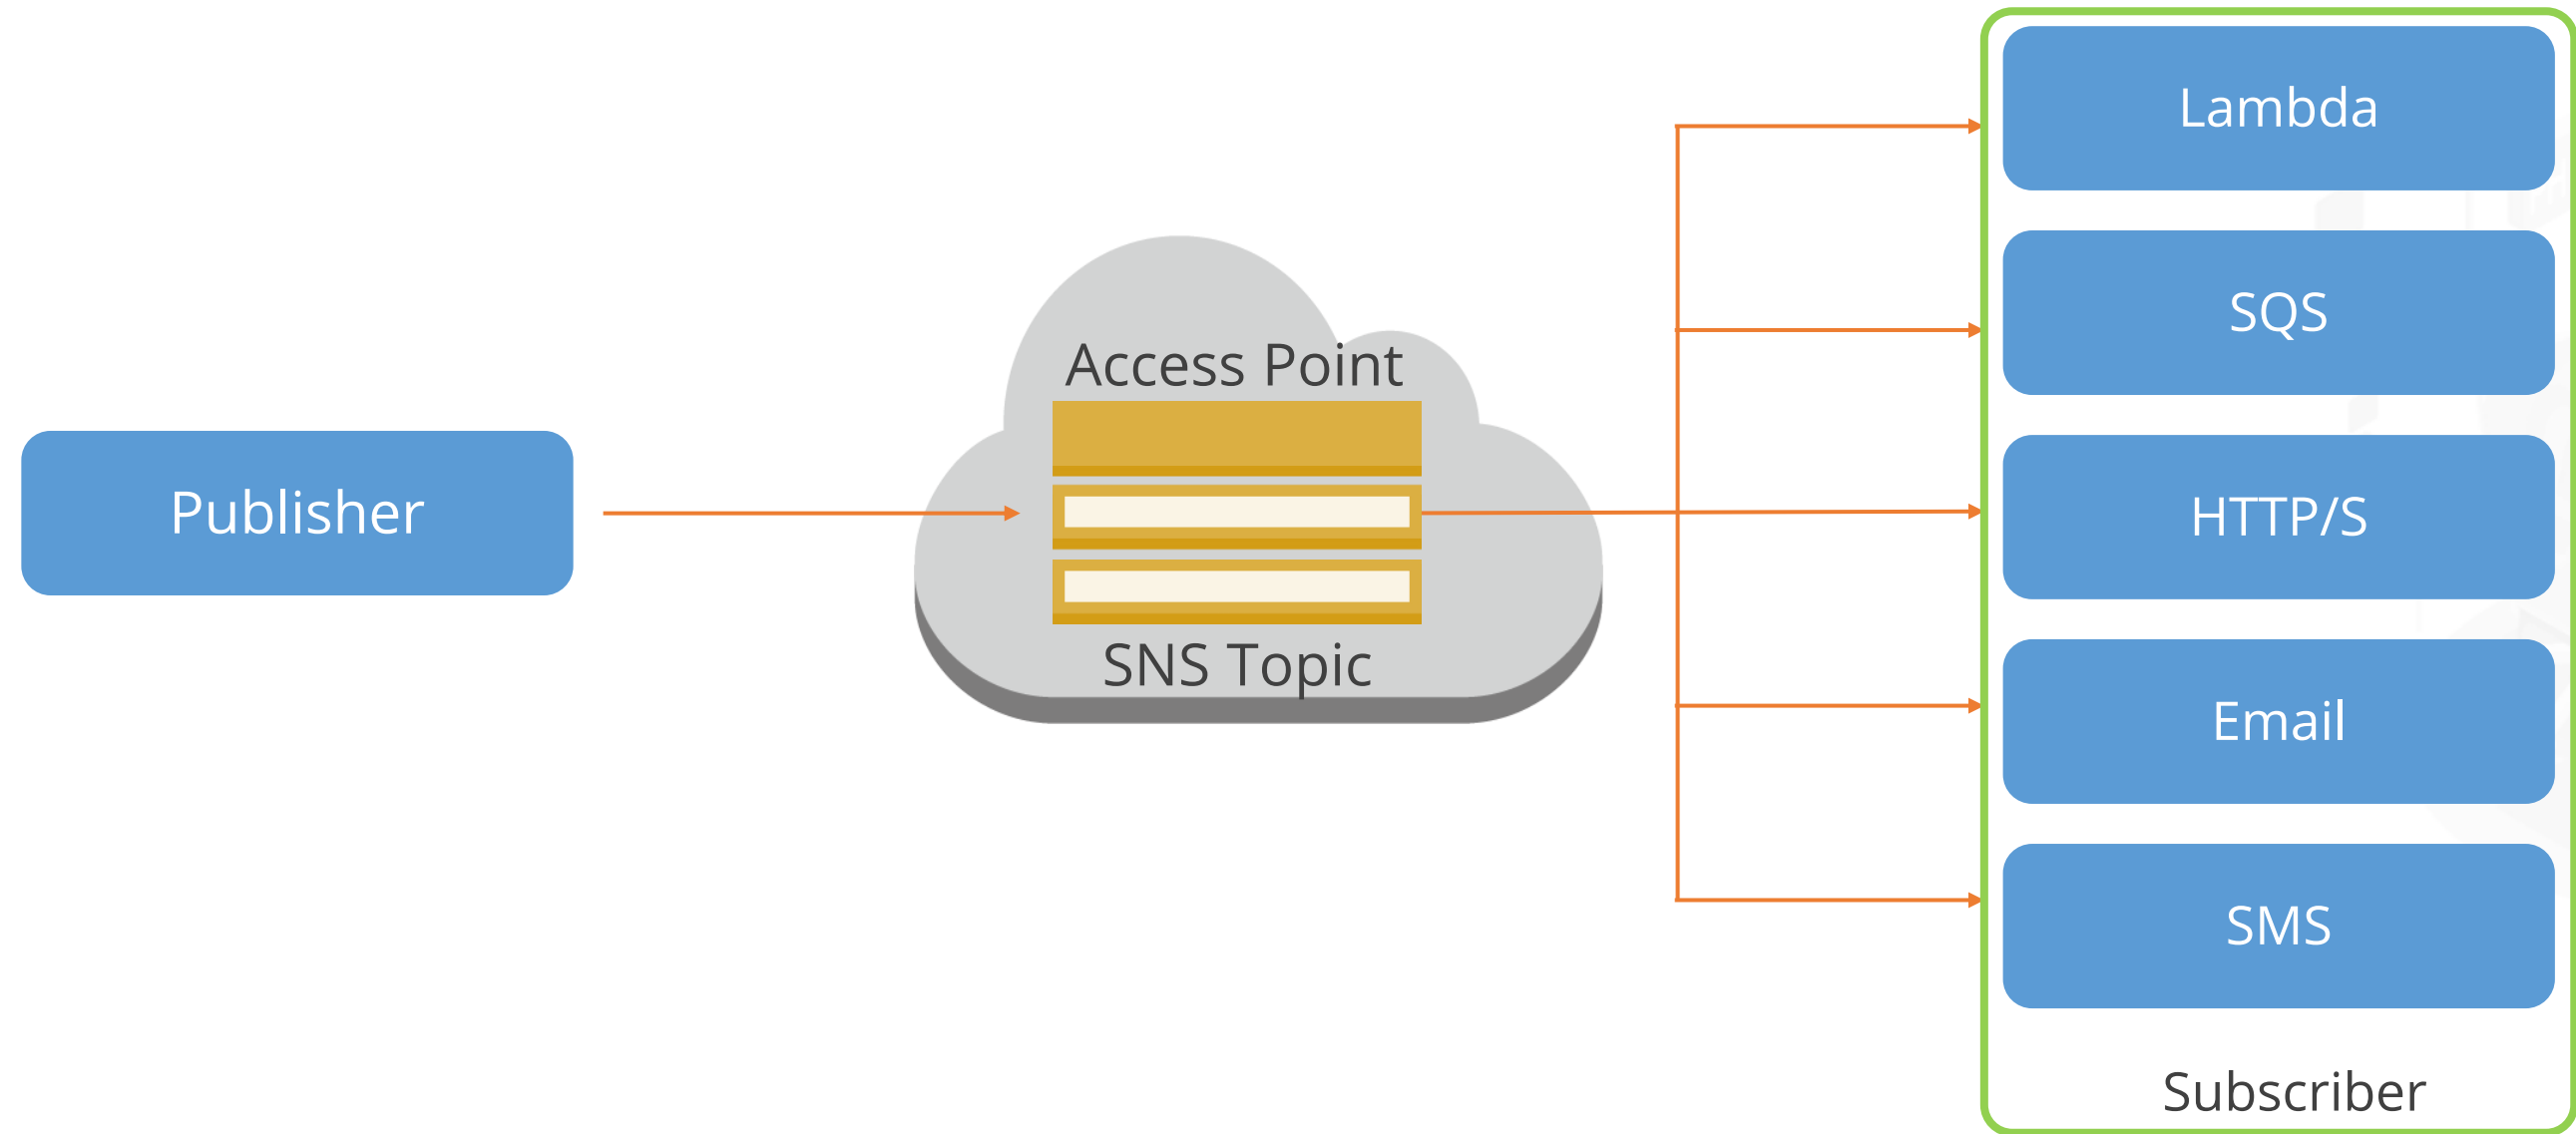 Publisher
Access Point
SNS Topic
Lambda
SQS
HTTP/S
Email
SMS
Subscriber